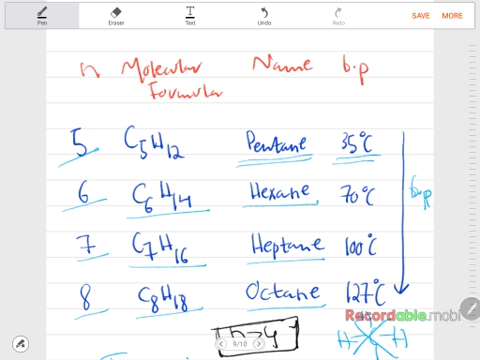 SAVE MORE
Pen Eraser Text Undo Redo
n Molecular Formular Name b.p
5 C5H12 Pentane 35°C
6 C6H14 Hexane 70°C
b.p
7 C7H16 Heptane 100°C
8 C8H18 Octane 127°C
Recordable.mobi
9/10
H H